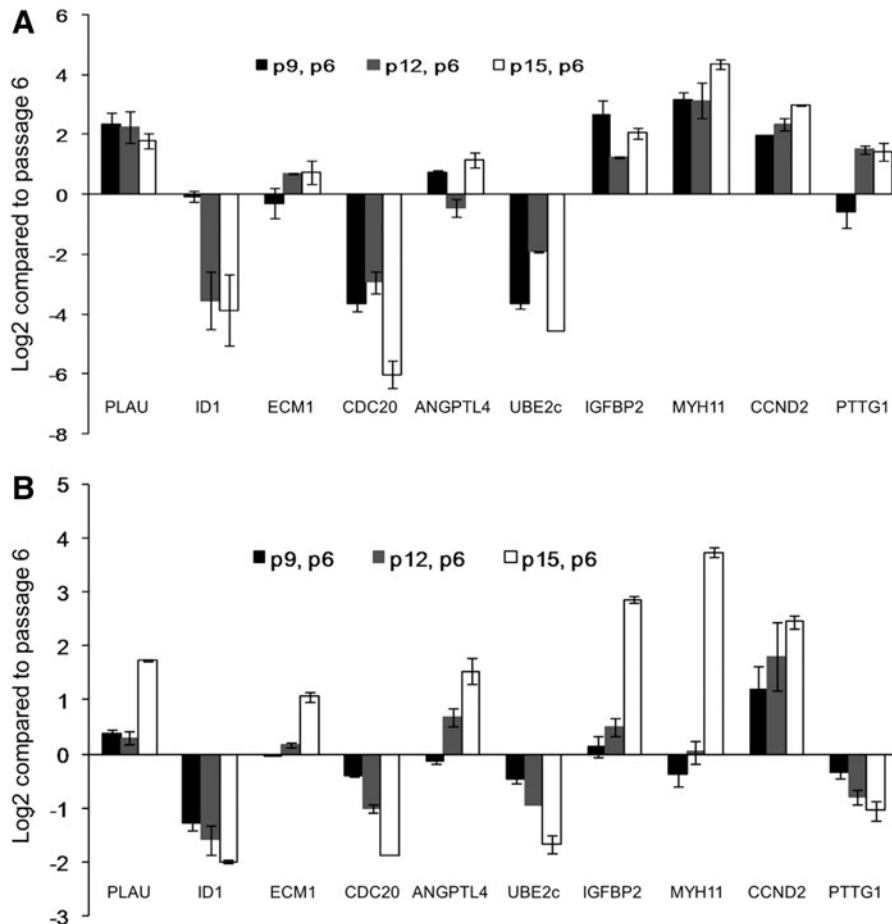 A
Log2 compared to passage 6
6
4
2
0
-2
-4
-6
-8
p9, p6 p12, p6 p15, p6
PLAU ID1 ECM1 CDC20 ANGPTL4 UBE2c IGFBP2 MYH11 CCND2 PTTG1
B
Log2 compared to passage 6
5
4
3
2
1
0
-1
-2
-3
p9, p6 p12, p6 p15, p6
PLAU ID1 ECM1 CDC20 ANGPTL4 UBE2c IGFBP2 MYH11 CCND2 PTTG1